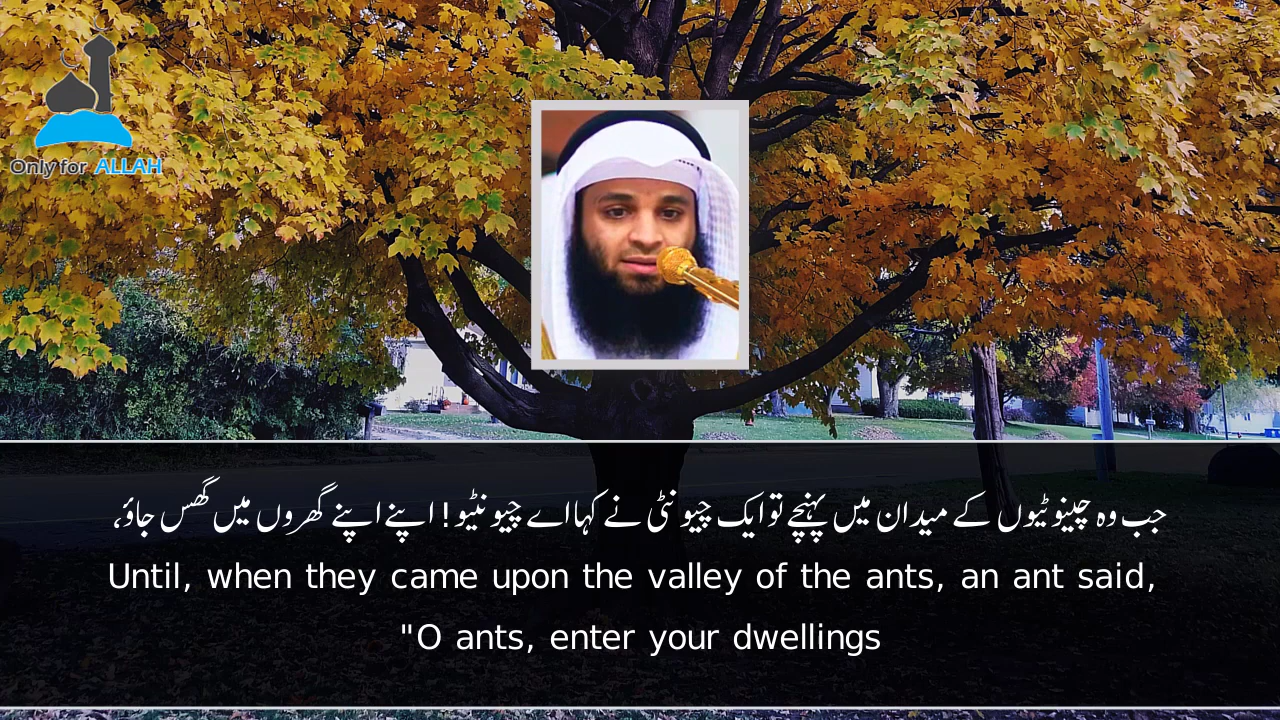 Only for ALLAH
جب وہ چینوٹیوں کے میدان میں پہنچے تو ایک چیونٹی نے کہا اے چیونٹیو! اپنے اپنے گھروں میں گھس جاؤ،
Until, when they came upon the valley of the ants, an ant said,
"O ants, enter your dwellings